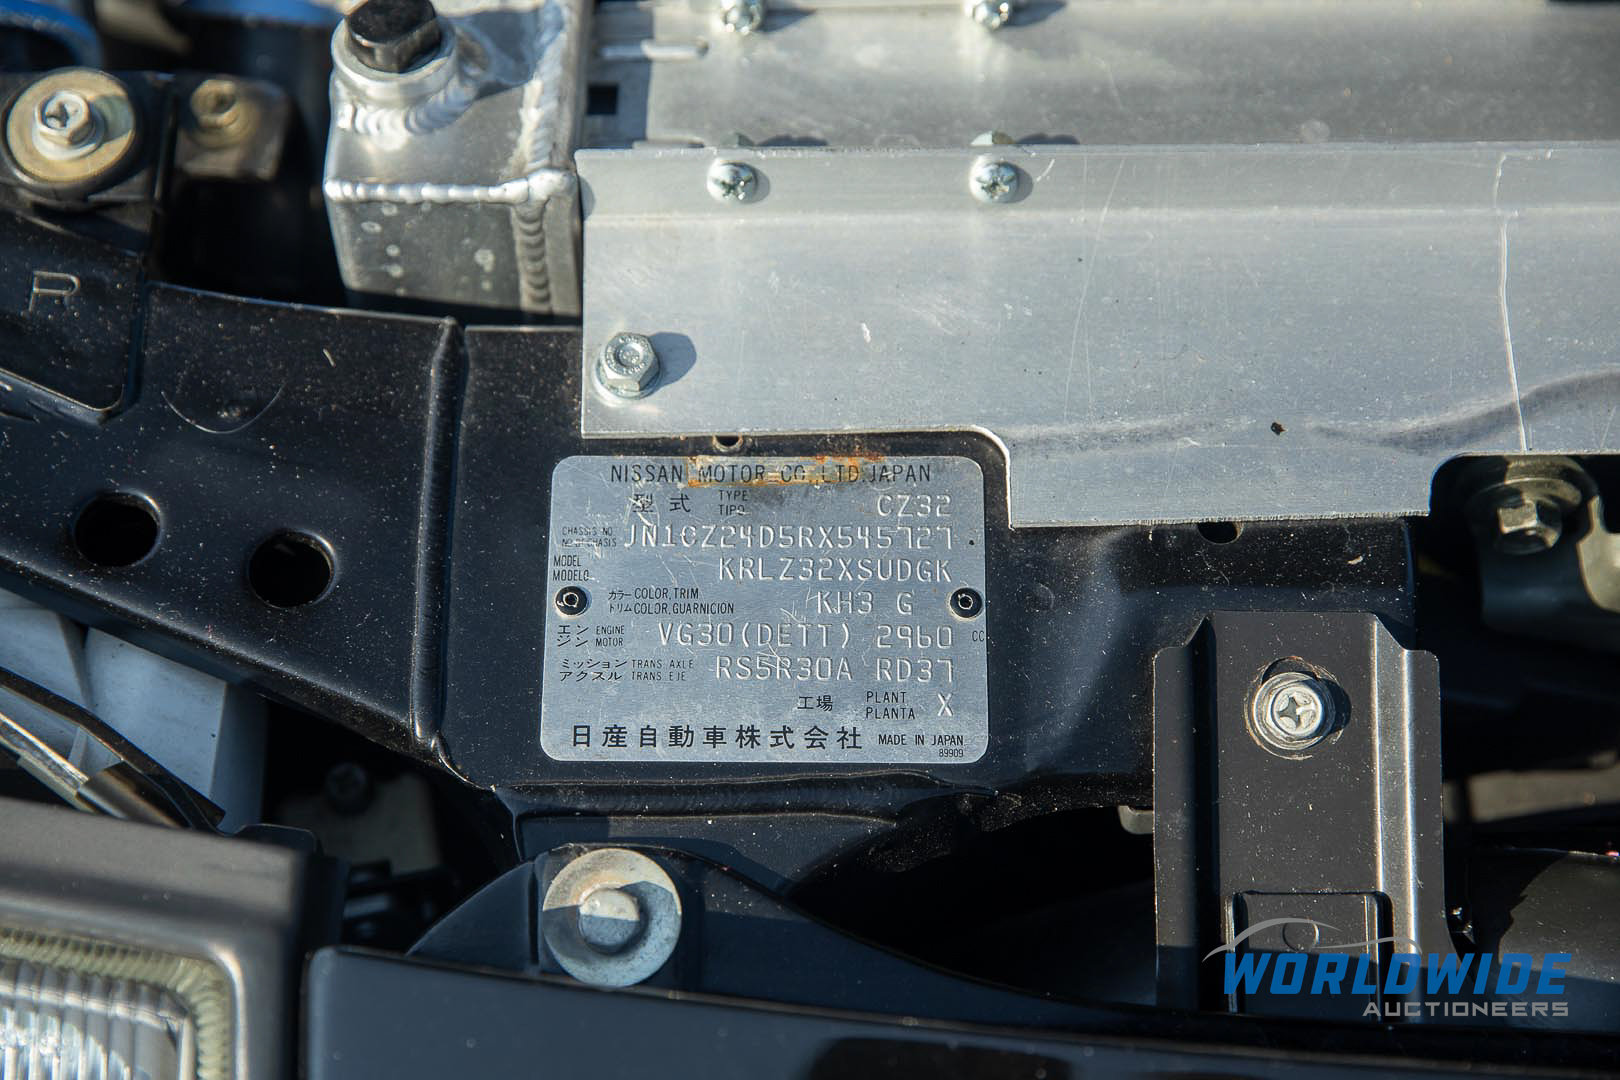 R
NISSAN MOTOR CO.,LTD.JAPAN
型式 TYPE TIPO CZ32
CHASSIS NO. NO. DE CHASIS JN1CZ24D5RX545727
MODEL MODELO KRLZ32XSUDGK
カラー COLOR,TRIM KH3 G
トリム COLOR,GUARNICION
エンジン ENGINE MOTOR VG30(DETT) 2960 CC
ミッション TRANS.AXLE RS5R30A RD37
アクスル TRANS.EJE
工場 PLANT PLANTA X
日産自動車株式会社 MADE IN JAPAN
89909
WORLDWIDE
AUCTIONEERS